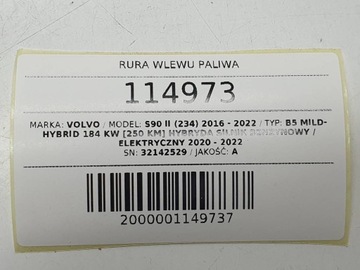 RURA WLEWU PALIWA
114973
MARKA: VOLVO / MODEL: S90 II (234) 2016 - 2022 / TYP: B5 MILD-
HYBRID 184 KW [250 KM] HYBRYDA SILNIK BENZYNOWY /
ELEKTRYCZNY 2020 - 2022
SN: 32142529 / JAKOŚĆ: A
2000001149737